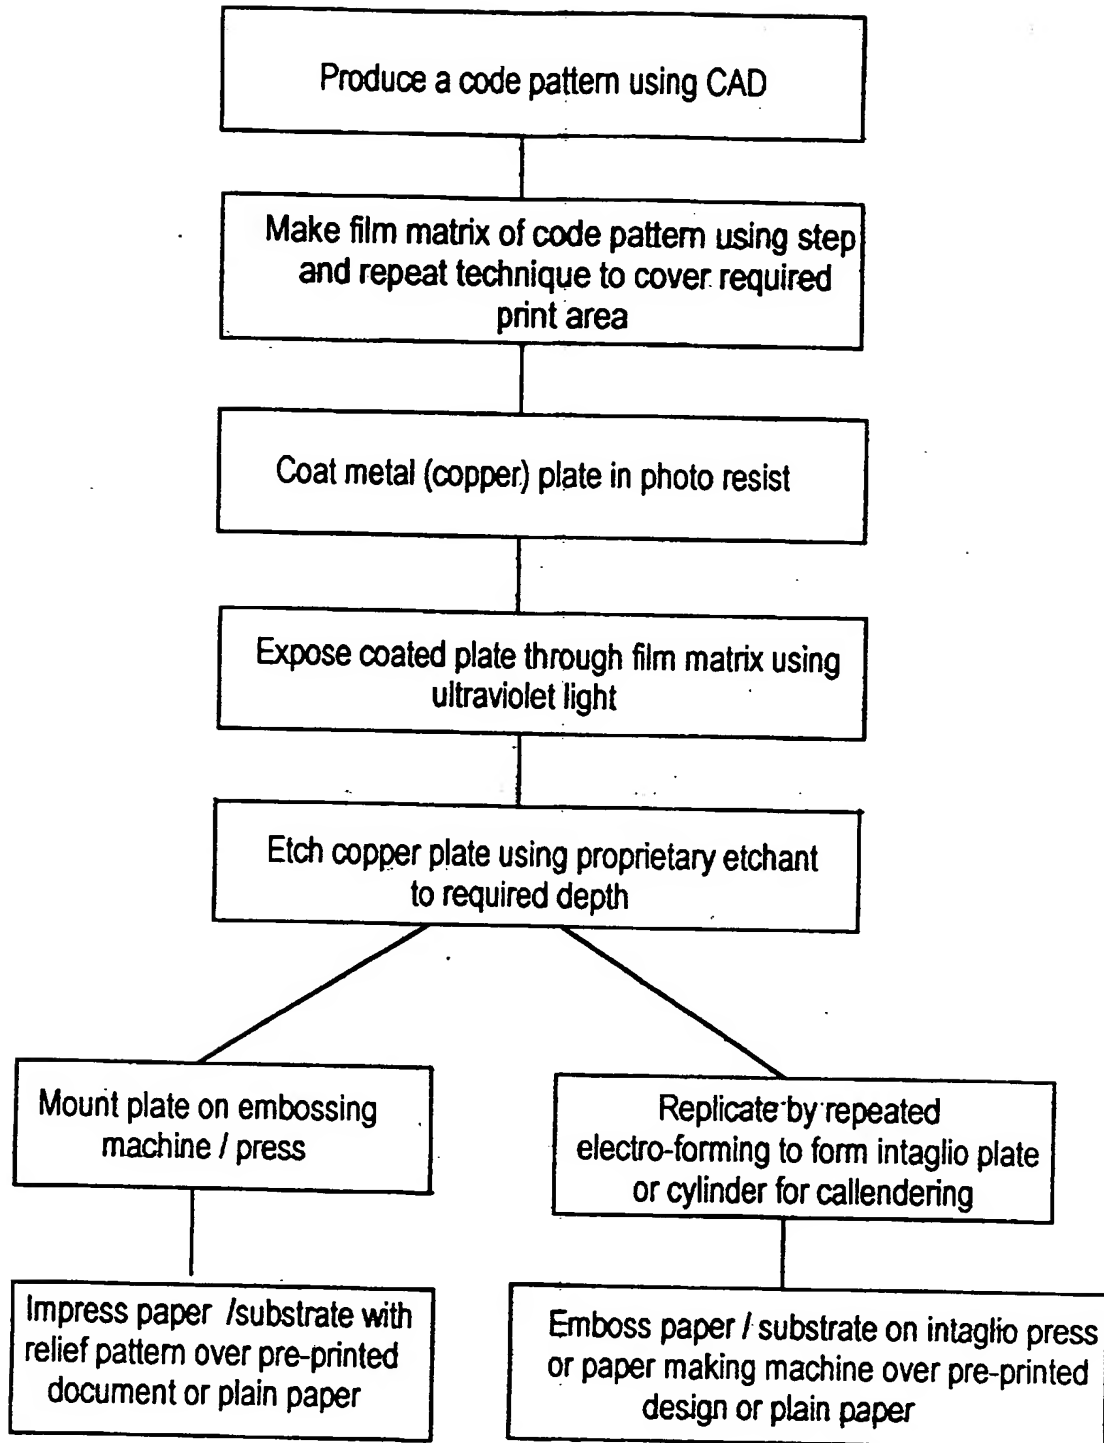 Produce a code pattern using CAD
Make film matrix of code pattern using step
and repeat technique to cover required
print area
Coat metal (copper) plate in photo resist
Expose coated plate through film matrix using
ultraviolet light
Etch copper plate using proprietary etchant
to required depth
Mount plate on embossing
machine / press
Replicate by repeated
electro-forming to form intaglio plate
or cylinder for callendering
Impress paper /substrate with
relief pattern over pre-printed
document or plain paper
Emboss paper / substrate on intaglio press
or paper making machine over pre-printed
design or plain paper